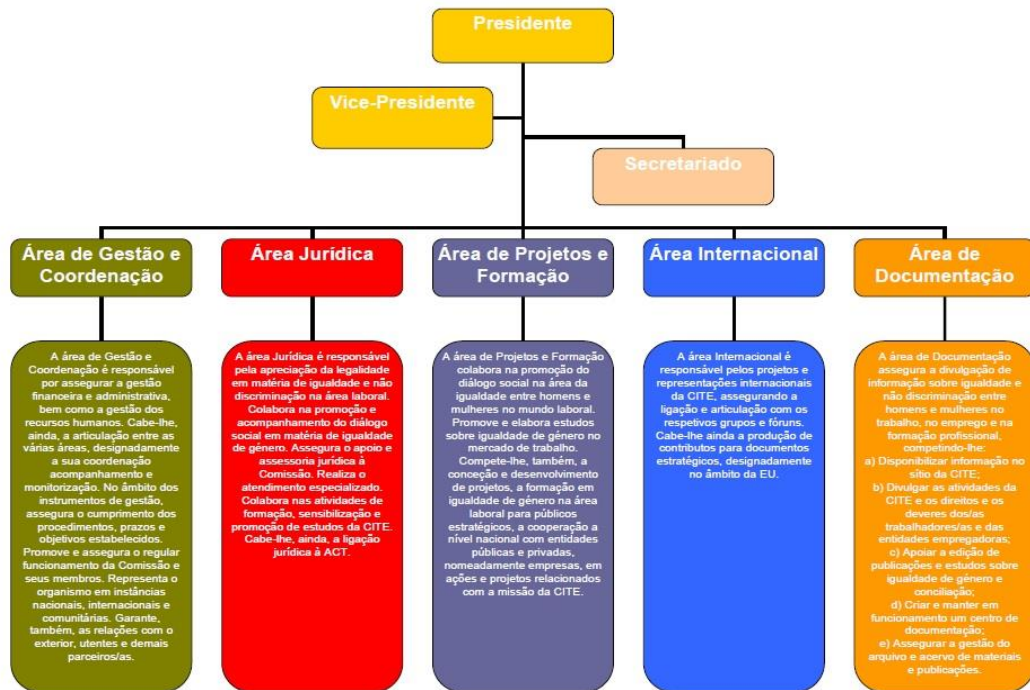 Presidente
Vice-Presidente
Secretariado
Área de Gestão e
Coordenação
Área Jurídica
Área de Projetos e
Formação
Área Internacional
Área de
Documentação
A área de Gestão e
Coordenação é responsável
por assegurar a gestão
financeira e administrativa,
bem como a gestão dos
recursos humanos. Cabe-lhe,
ainda, a articulação entre as
várias áreas, designadamente
a sua coordenação
acompanhamento e
monitorização. No âmbito dos
instrumentos de gestão,
assegura o cumprimento dos
procedimentos, prazos e
objetivos estabelecidos.
Promove e assegura o regular
funcionamento da Comissão e
seus membros. Representa o
organismo em instâncias
nacionais, internacionais e
comunitárias. Garante,
também, as relações com o
exterior, utentes e demais
parceiros/as.
A área Jurídica é responsável
pela apreciação da legalidade
em matéria de igualdade e não
discriminação na área laboral.
Colabora na promoção e
acompanhamento do diálogo
social em matéria de igualdade
de género. Assegura o apoio e
assessoria jurídica à
Comissão. Realiza o
atendimento especializado.
Colabora nas atividades de
formação, sensibilização e
promoção de estudos da CITE.
Cabe-lhe, ainda, a ligação
jurídica à ACT.
A área de Projetos e Formação
colabora na promoção do
diálogo social na área da
igualdade entre homens e
mulheres no mundo laboral.
Promove e elabora estudos
sobre igualdade de género no
mercado de trabalho.
Compete-lhe, também, a
conceção e desenvolvimento
de projetos, a formação em
igualdade de género na área
laboral para públicos
estratégicos, a cooperação a
nível nacional com entidades
públicas e privadas,
nomeadamente empresas, em
ações e projetos relacionados
com a missão da CITE.
A área Internacional é
responsável pelos projetos e
representações internacionais
da CITE, assegurando a
ligação e articulação com os
respetivos grupos e fóruns.
Cabe-lhe ainda a produção de
contributos para documentos
estratégicos, designadamente
no âmbito da EU.
A área de Documentação
assegura a divulgação de
informação sobre igualdade e
não discriminação entre
homens e mulheres no
trabalho, no emprego e na
formação profissional,
competindo-lhe:
a) Disponibilizar informação no
sítio da CITE;
b) Divulgar as atividades da
CITE e os direitos e os
deveres dos/as
trabalhadores/as e das
entidades empregadoras;
c) Apoiar a edição de
publicações e estudos sobre
igualdade de género e
conciliação;
d) Criar e manter em
funcionamento um centro de
documentação;
e) Assegurar a gestão do
arquivo e acervo de materiais
e publicações.